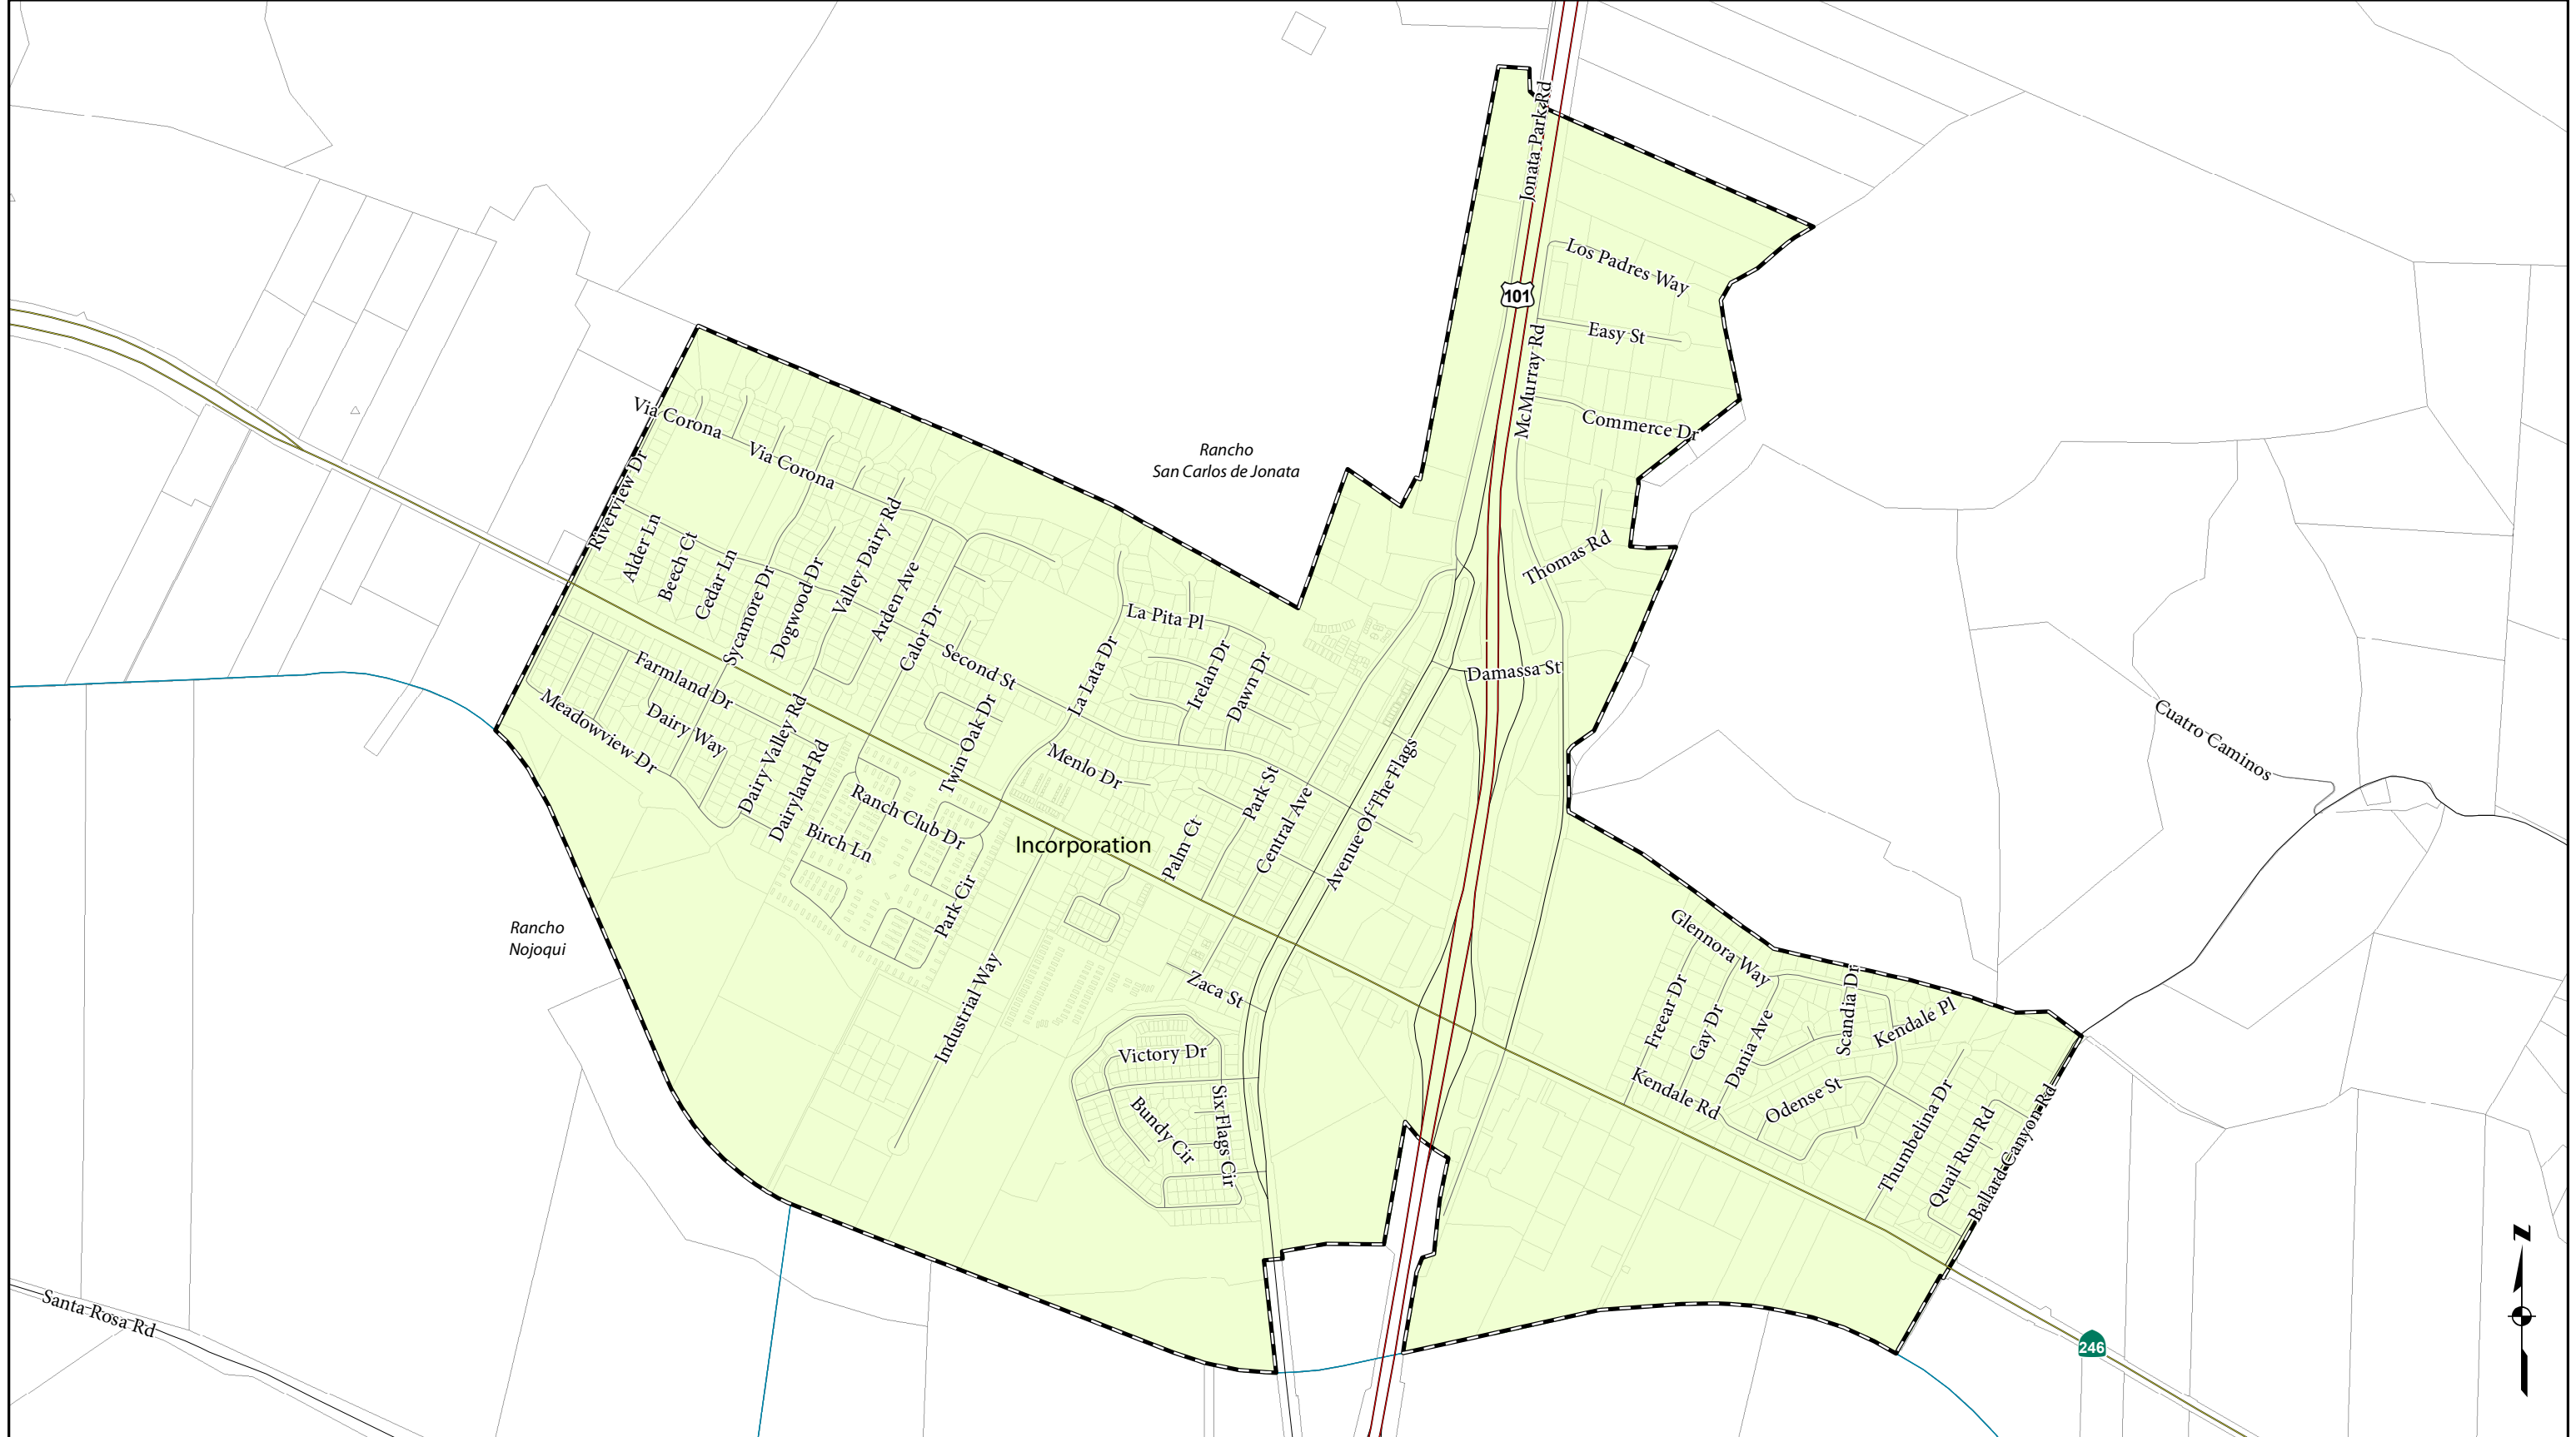 Jonata Park Rd
Los Padres Way
101
Easy St
McMurray Rd
Commerce Dr
Via Corona
Via Corona
Rancho
San Carlos de Jonata
Riverview Dr
Alder Ln
Beech Ct
Cedar Ln
Sycamore Dr
Dogwood Dr
Valley Dairy Rd
Arden Ave
Calor Dr
Second St
La Lata Dr
La Pita Pl
Irelan Dr
Dawn Dr
Thomas Rd
Damassa St
Farmland Dr
Meadowview Dr
Dairy Way
Dairy Valley Rd
Dairyland Rd
Twin Oak Dr
Menlo Dr
Ranch Club Dr
Birch Ln
Park Cir
Incorporation
Palm Ct
Park St
Central Ave
Avenue Of The Flags
Cuatro Caminos
Rancho
Nojoqui
Industrial Way
Zaca St
Glennora Way
Freear Dr
Gay Dr
Dania Ave
Scandia Dr
Kendale Pl
Kendale Rd
Odense St
Thumbelina Dr
Quail Run Rd
Ballard Canyon Rd
Victory Dr
Bundy Cir
Six Flags Cir
Santa Rosa Rd
246
N